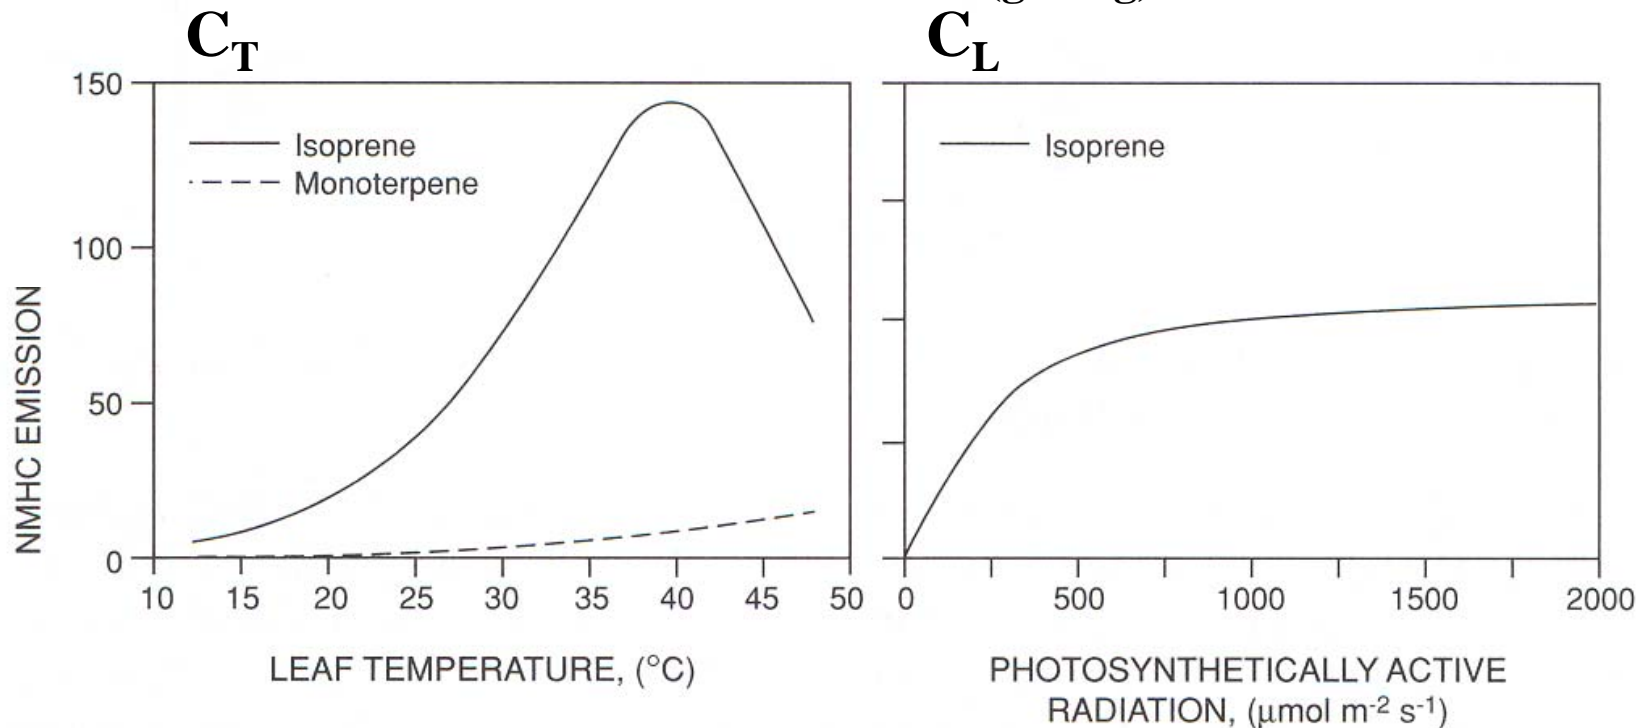 C_T
C_L
150
100
50
0
NMHC EMISSION
Isoprene
Monoterpene
10 15 20 25 30 35 40 45 50
LEAF TEMPERATURE, (°C)
Isoprene
0 500 1000 1500 2000
PHOTOSYNTHETICALLY ACTIVE
RADIATION, (μmol m⁻² s⁻¹)